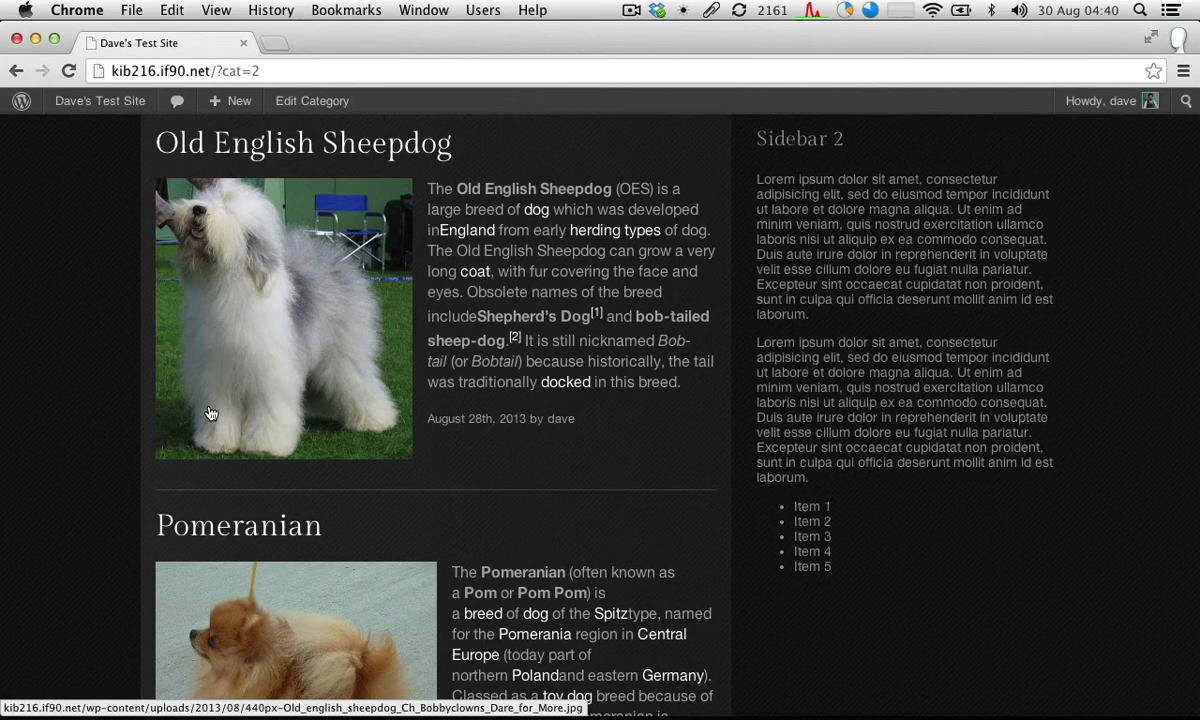 Chrome File Edit View History Bookmarks Window Users Help 2161 30 Aug 04:40
Dave's Test Site
kib216.if90.net/?cat=2
Dave's Test Site + New Edit Category Howdy, dave
Old English Sheepdog
The Old English Sheepdog (OES) is a
large breed of dog which was developed
inEngland from early herding types of dog.
The Old English Sheepdog can grow a very
long coat, with fur covering the face and
eyes. Obsolete names of the breed
includeShepherd's Dog[1] and bob-tailed
sheep-dog.[2] It is still nicknamed Bob-
tail (or Bobtail) because historically, the tail
was traditionally docked in this breed.
August 28th, 2013 by dave
Pomeranian
The Pomeranian (often known as
a Pom or Pom Pom) is
a breed of dog of the Spitztype, named
for the Pomerania region in Central
Europe (today part of
northern Polandand eastern Germany).
Classed as a toy dog breed because of
Sidebar 2
Lorem ipsum dolor sit amet, consectetur
adipisicing elit, sed do eiusmod tempor incididunt
ut labore et dolore magna aliqua. Ut enim ad
minim veniam, quis nostrud exercitation ullamco
laboris nisi ut aliquip ex ea commodo consequat.
Duis aute irure dolor in reprehenderit in voluptate
velit esse cillum dolore eu fugiat nulla pariatur.
Excepteur sint occaecat cupidatat non proident,
sunt in culpa qui officia deserunt mollit anim id est
laborum.
Lorem ipsum dolor sit amet, consectetur
adipisicing elit, sed do eiusmod tempor incididunt
ut labore et dolore magna aliqua. Ut enim ad
minim veniam, quis nostrud exercitation ullamco
laboris nisi ut aliquip ex ea commodo consequat.
Duis aute irure dolor in reprehenderit in voluptate
velit esse cillum dolore eu fugiat nulla pariatur.
Excepteur sint occaecat cupidatat non proident,
sunt in culpa qui officia deserunt mollit anim id est
laborum.
• Item 1
• Item 2
• Item 3
• Item 4
• Item 5
kib216.if90.net/wp-content/uploads/2013/08/440px-Old_english_sheepdog_Ch_Bobbyclowns_Dare_for_More.jpg